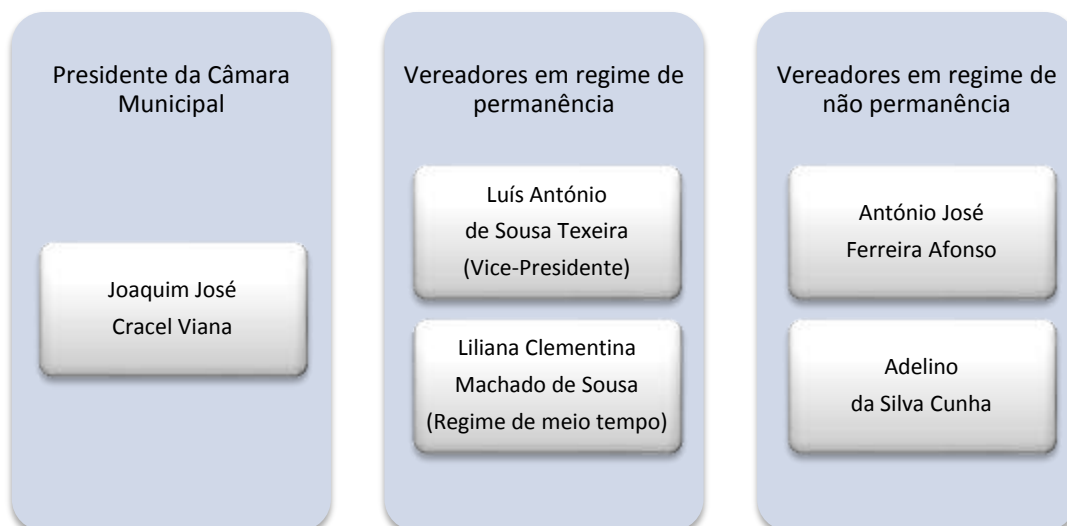 Presidente da Câmara
Municipal
Joaquim José
Cracel Viana
Vereadores em regime de
permanência
Luís António
de Sousa Texeira
(Vice-Presidente)
Liliana Clementina
Machado de Sousa
(Regime de meio tempo)
Vereadores em regime de
não permanência
António José
Ferreira Afonso
Adelino
da Silva Cunha